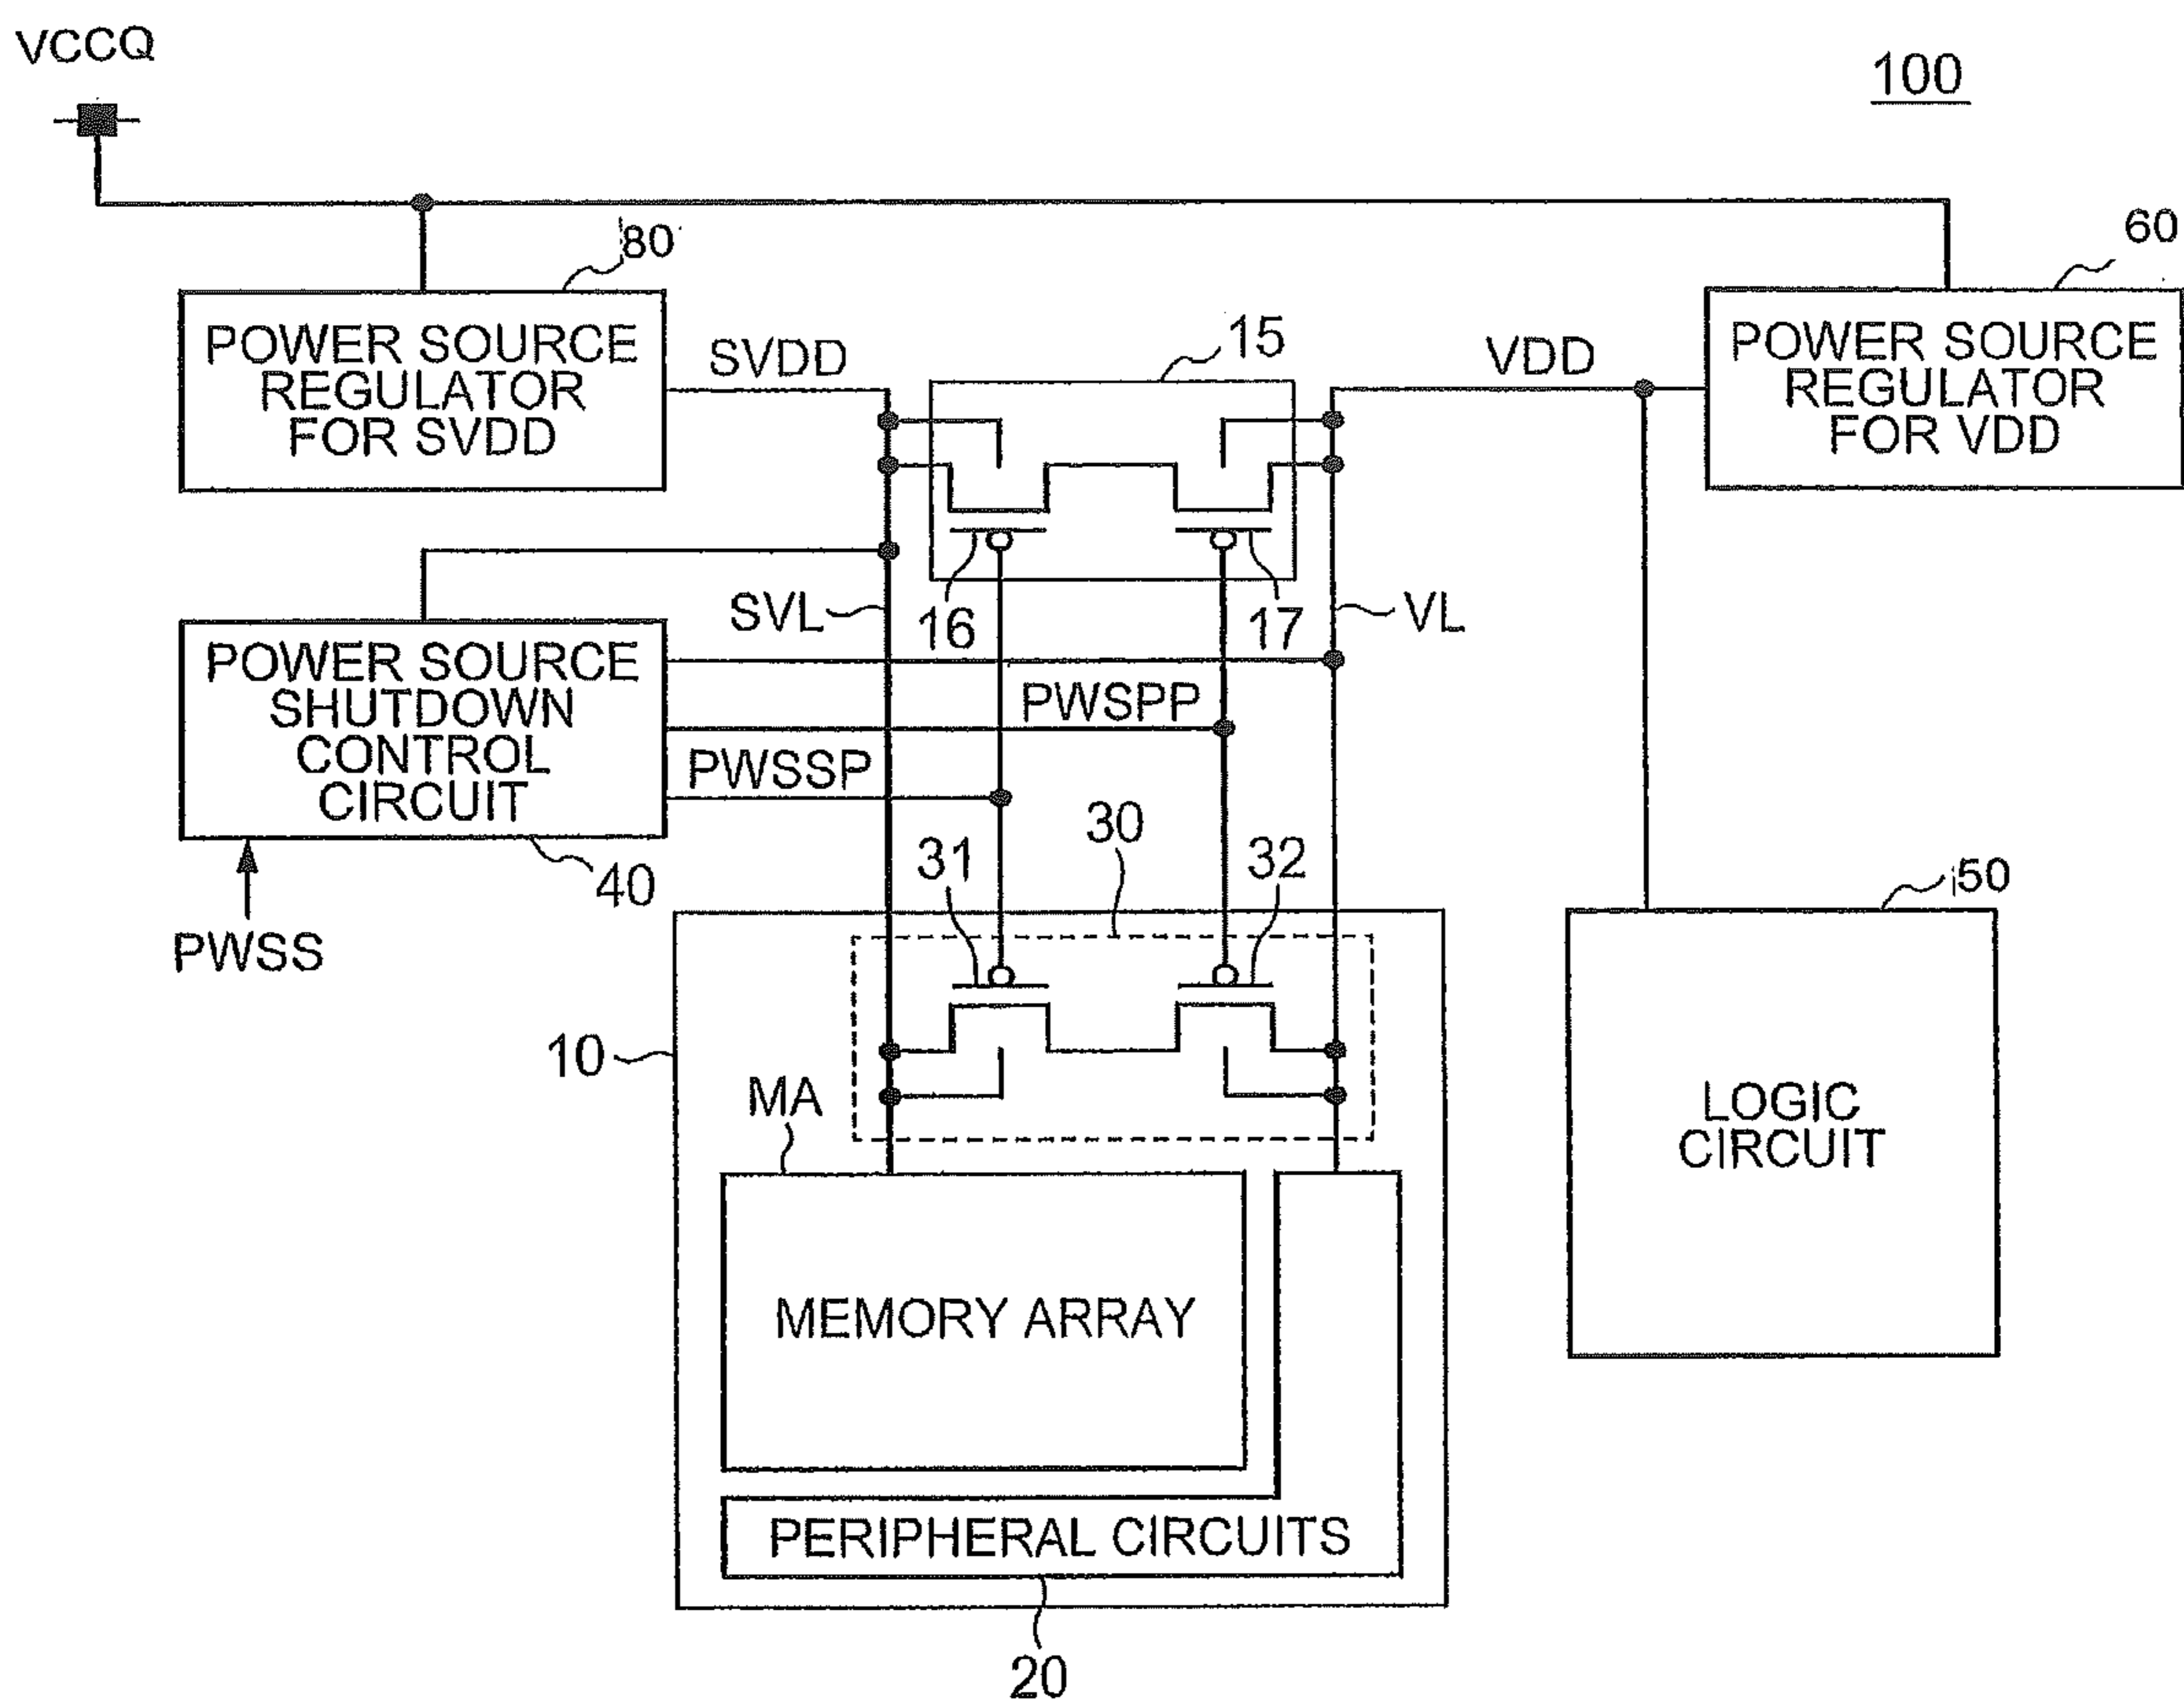 VCCQ
100
80
60
POWER SOURCE
REGULATOR
FOR SVDD
SVDD
15
VDD
POWER SOURCE
REGULATOR
FOR VDD
SVL
16
17
VL
POWER SOURCE
SHUTDOWN
CONTROL
CIRCUIT
PWSPP
PWSSP
40
PWSS
31
30
32
50
10
MA
LOGIC
CIRCUIT
MEMORY ARRAY
PERIPHERAL CIRCUITS
20